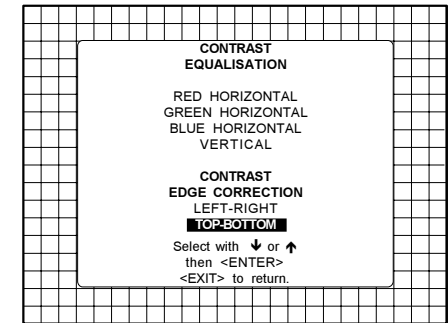 CONTRAST
EQUALISATION
RED HORIZONTAL
GREEN HORIZONTAL
BLUE HORIZONTAL
VERTICAL
CONTRAST
EDGE CORRECTION
LEFT-RIGHT
TOP-BOTTOM
Select with ↓ or ↑
then <ENTER>
<EXIT> to return.